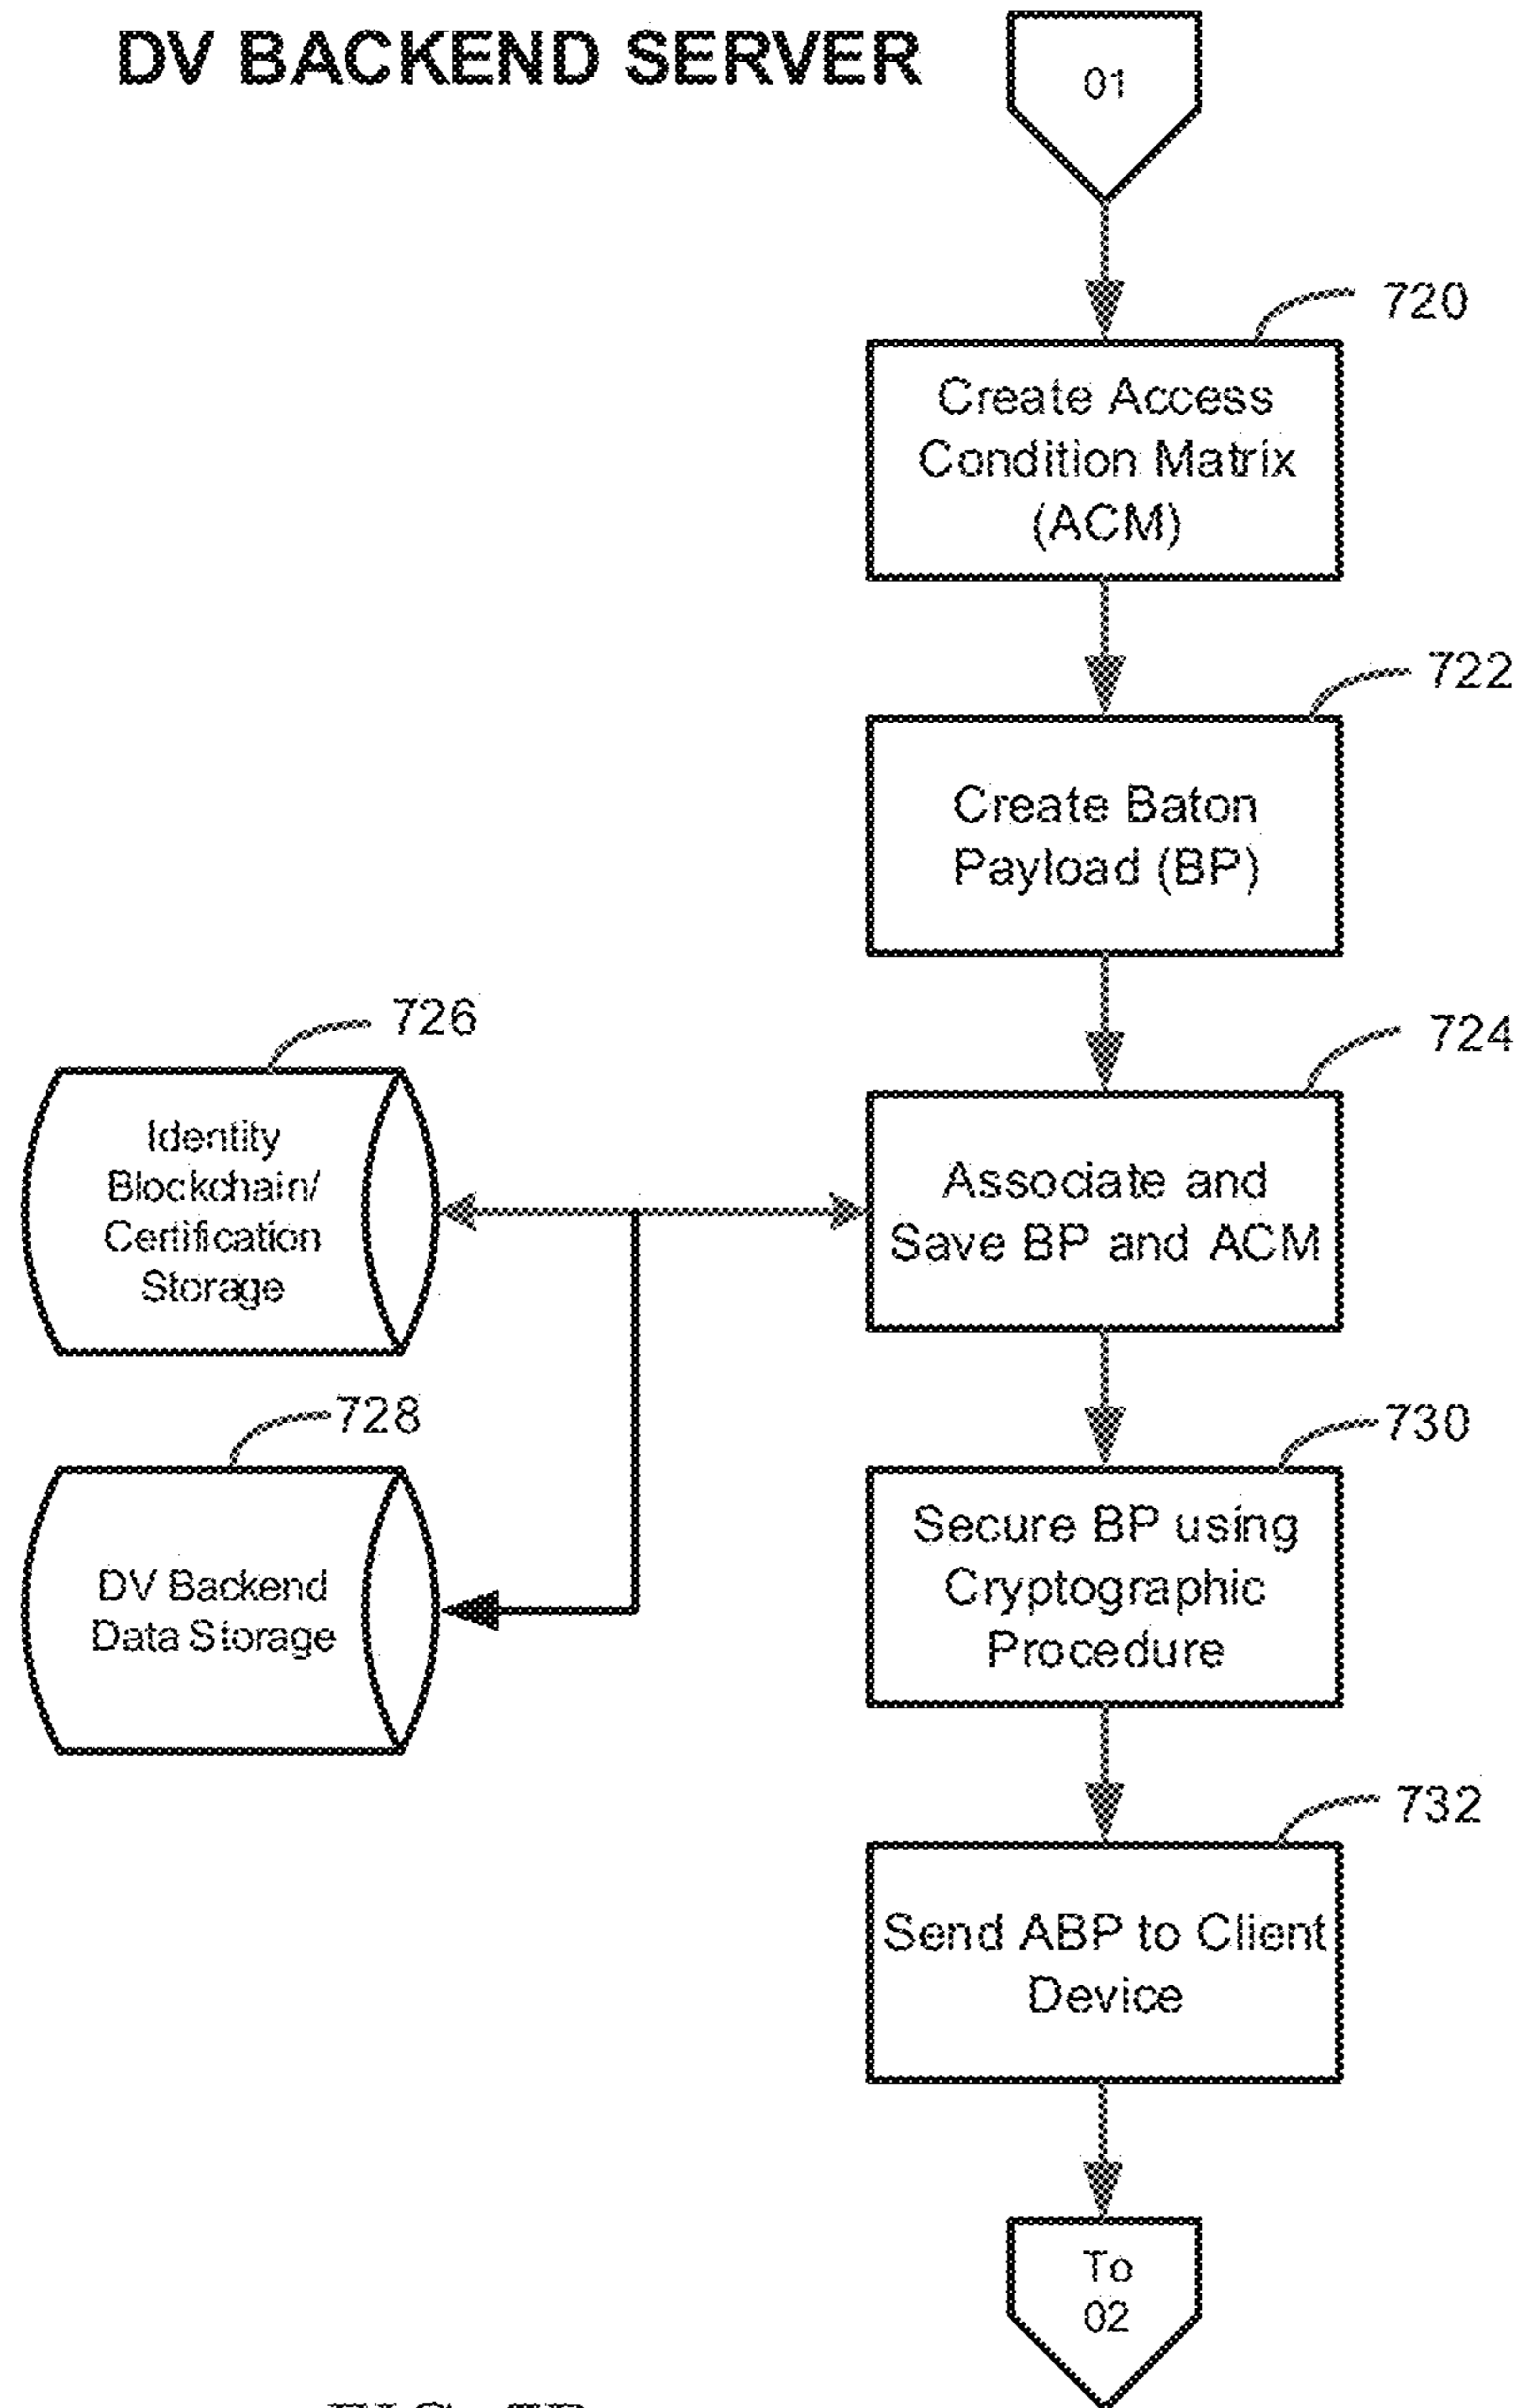 DV BACKEND SERVER
01
720
Create Access
Condition Matrix
(ACM)
722
Create Baton
Payload (BP)
726
724
Identity
Blockchain/
Certification
Storage
Associate and
Save BP and ACM
728
730
DV Backend
Data Storage
Secure BP using
Cryptographic
Procedure
732
Send ABP to Client
Device
To
02